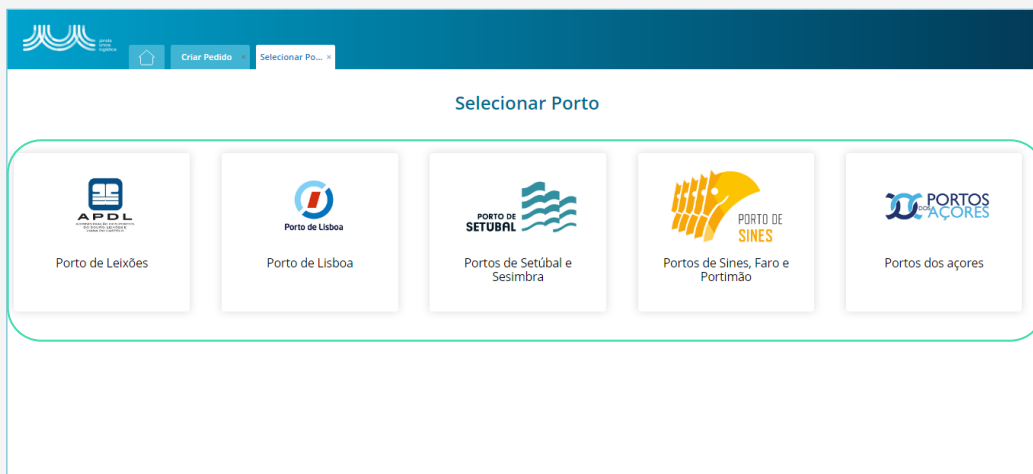 janela
única
logística
Criar Pedido ×
Selecionar Po... ×
Selecionar Porto
APDL
Porto de Leixões
Porto de Lisboa
Porto de Lisboa
PORTO DE
SETÚBAL
Portos de Setúbal e
Sesimbra
PORTO DE
SINES
Portos de Sines, Faro e
Portimão
PORTOS
DOS AÇORES
Portos dos açores